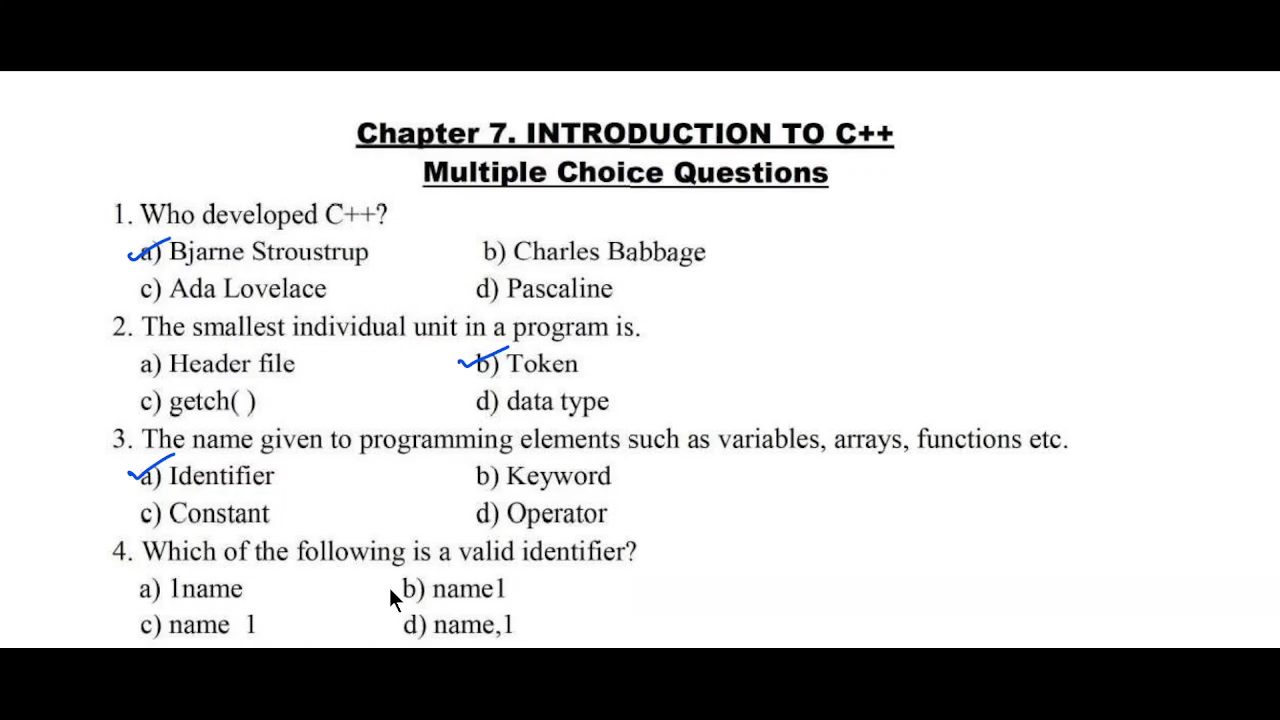 Chapter 7. INTRODUCTION TO C++
Multiple Choice Questions
1. Who developed C++?
a) Bjarne Stroustrup b) Charles Babbage
c) Ada Lovelace d) Pascaline
2. The smallest individual unit in a program is.
a) Header file b) Token
c) getch( ) d) data type
3. The name given to programming elements such as variables, arrays, functions etc.
a) Identifier b) Keyword
c) Constant d) Operator
4. Which of the following is a valid identifier?
a) 1name b) name1
c) name 1 d) name,1